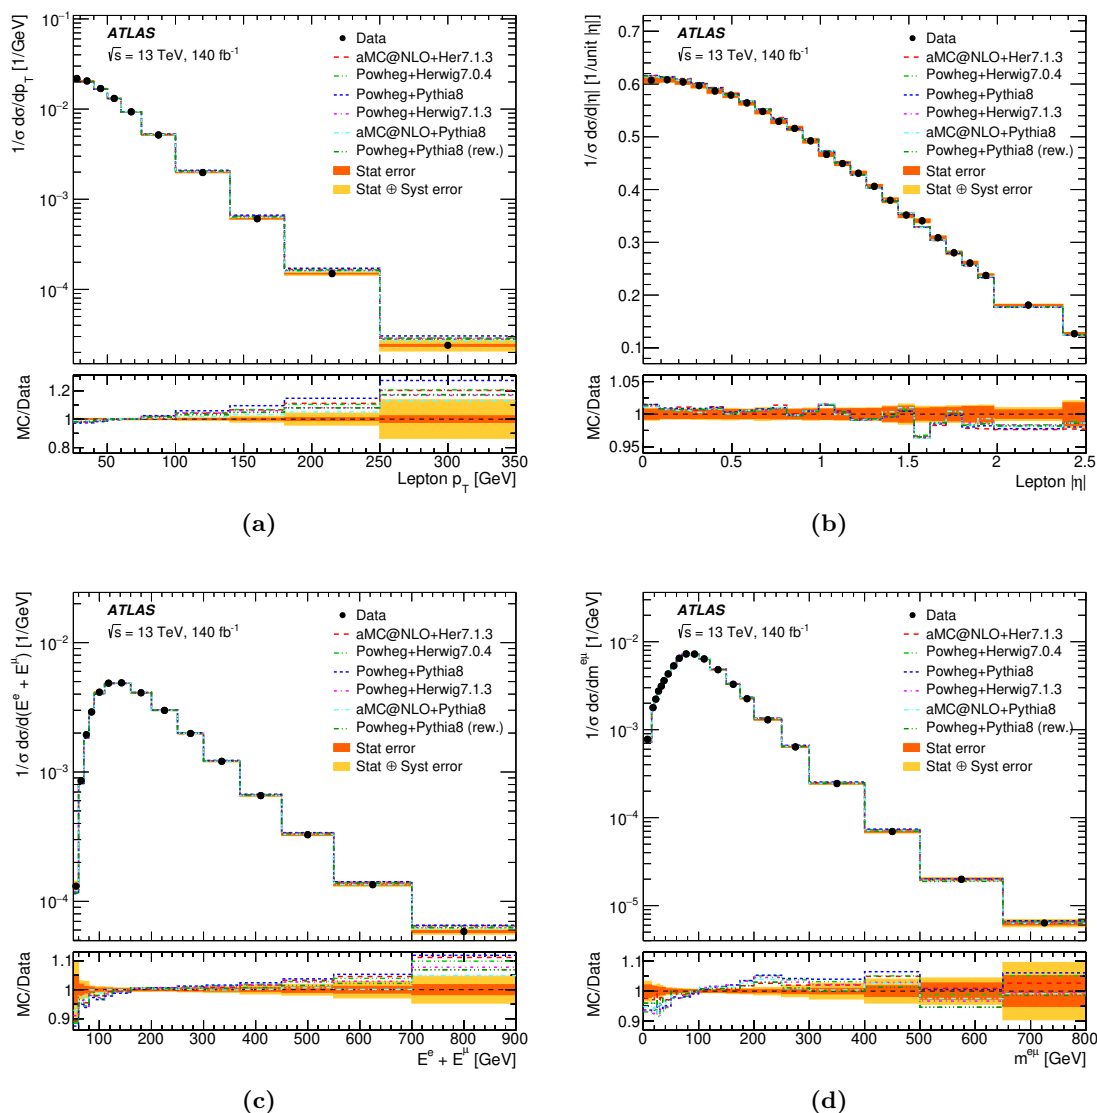 ATLAS
√s = 13 TeV, 140 fb⁻¹
Data
aMC@NLO+Her7.1.3
Powheg+Herwig7.0.4
Powheg+Pythia8
Powheg+Herwig7.1.3
aMC@NLO+Pythia8
Powheg+Pythia8 (rew.)
Stat error
Stat ⊕ Syst error
1/σ dσ/dp_T [1/GeV]
10⁻¹
10⁻²
10⁻³
10⁻⁴
MC/Data
1.2
1
0.8
50 100 150 200 250 300 350
Lepton p_T [GeV]
(a)
ATLAS
√s = 13 TeV, 140 fb⁻¹
Data
aMC@NLO+Her7.1.3
Powheg+Herwig7.0.4
Powheg+Pythia8
Powheg+Herwig7.1.3
aMC@NLO+Pythia8
Powheg+Pythia8 (rew.)
Stat error
Stat ⊕ Syst error
1/σ dσ/d|η| [1/unit |η|]
0.7
0.6
0.5
0.4
0.3
0.2
0.1
MC/Data
1.05
1
0.95
0 0.5 1 1.5 2 2.5
Lepton |η|
(b)
ATLAS
√s = 13 TeV, 140 fb⁻¹
Data
aMC@NLO+Her7.1.3
Powheg+Herwig7.0.4
Powheg+Pythia8
Powheg+Herwig7.1.3
aMC@NLO+Pythia8
Powheg+Pythia8 (rew.)
Stat error
Stat ⊕ Syst error
1/σ dσ/d(Eᵉ + E^μ) [1/GeV]
10⁻²
10⁻³
10⁻⁴
MC/Data
1.1
1
0.9
100 200 300 400 500 600 700 800 900
Eᵉ + E^μ [GeV]
(c)
ATLAS
√s = 13 TeV, 140 fb⁻¹
Data
aMC@NLO+Her7.1.3
Powheg+Herwig7.0.4
Powheg+Pythia8
Powheg+Herwig7.1.3
aMC@NLO+Pythia8
Powheg+Pythia8 (rew.)
Stat error
Stat ⊕ Syst error
1/σ dσ/dm^eμ [1/GeV]
10⁻²
10⁻³
10⁻⁴
10⁻⁵
MC/Data
1.1
1
0.9
0 100 200 300 400 500 600 700 800
m^eμ [GeV]
(d)